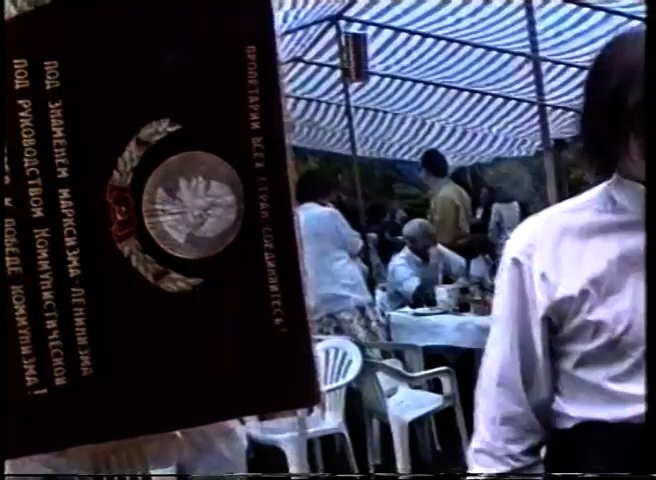 ПРОЛЕТАРИИ ВСЕХ СТРАН, СОЕДИНЯЙТЕСЬ!
ПОД ЗНАМЕНЕМ МАРКСИЗМА-ЛЕНИНИЗМА
ПОД РУКОВОДСТВОМ КОММУНИСТИЧЕСКОЙ
К ПОБЕДЕ КОММУНИЗМА!